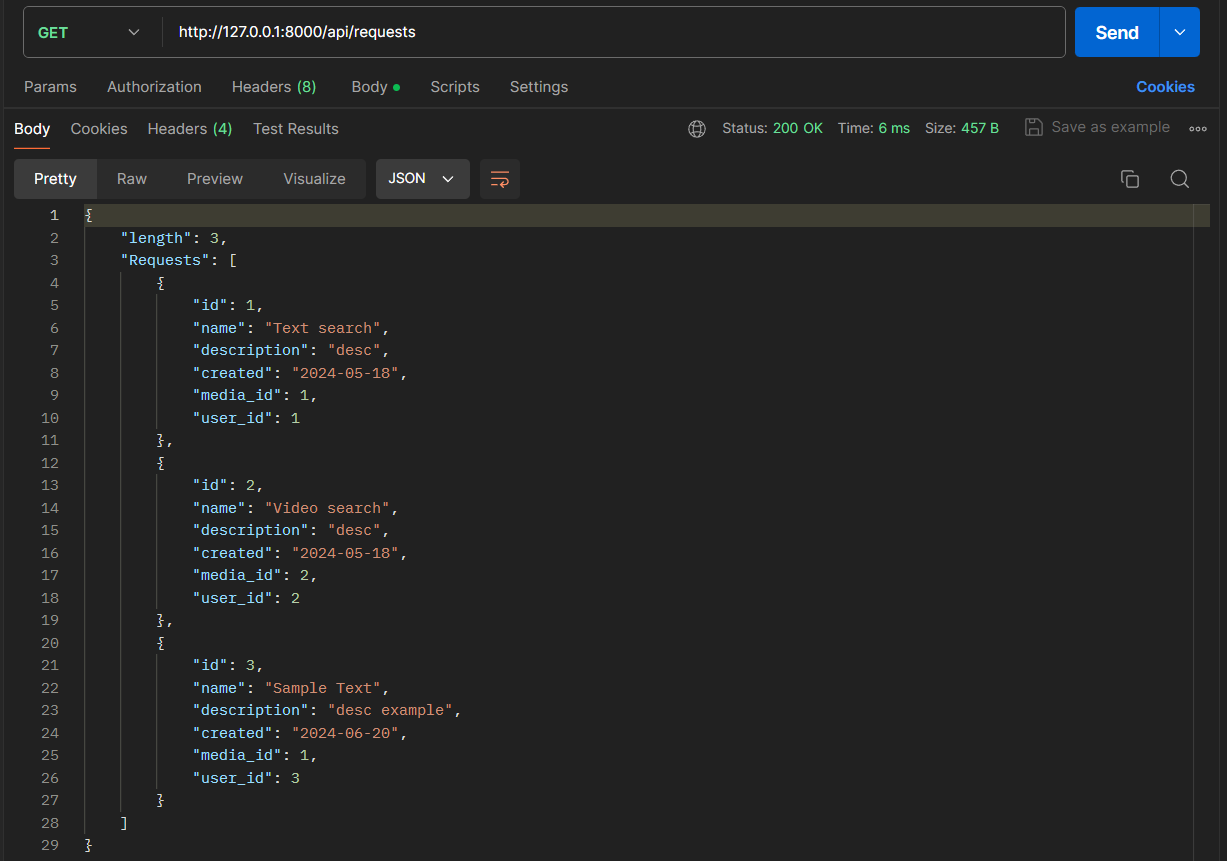 GET http://127.0.0.1:8000/api/requests Send
Params Authorization Headers (8) Body Scripts Settings Cookies
Body Cookies Headers (4) Test Results Status: 200 OK Time: 6 ms Size: 457 B Save as example
Pretty Raw Preview Visualize JSON
1 {
2 "length": 3,
3 "Requests": [
4 {
5 "id": 1,
6 "name": "Text search",
7 "description": "desc",
8 "created": "2024-05-18",
9 "media_id": 1,
10 "user_id": 1
11 },
12 {
13 "id": 2,
14 "name": "Video search",
15 "description": "desc",
16 "created": "2024-05-18",
17 "media_id": 2,
18 "user_id": 2
19 },
20 {
21 "id": 3,
22 "name": "Sample Text",
23 "description": "desc example",
24 "created": "2024-06-20",
25 "media_id": 1,
26 "user_id": 3
27 }
28 ]
29 }